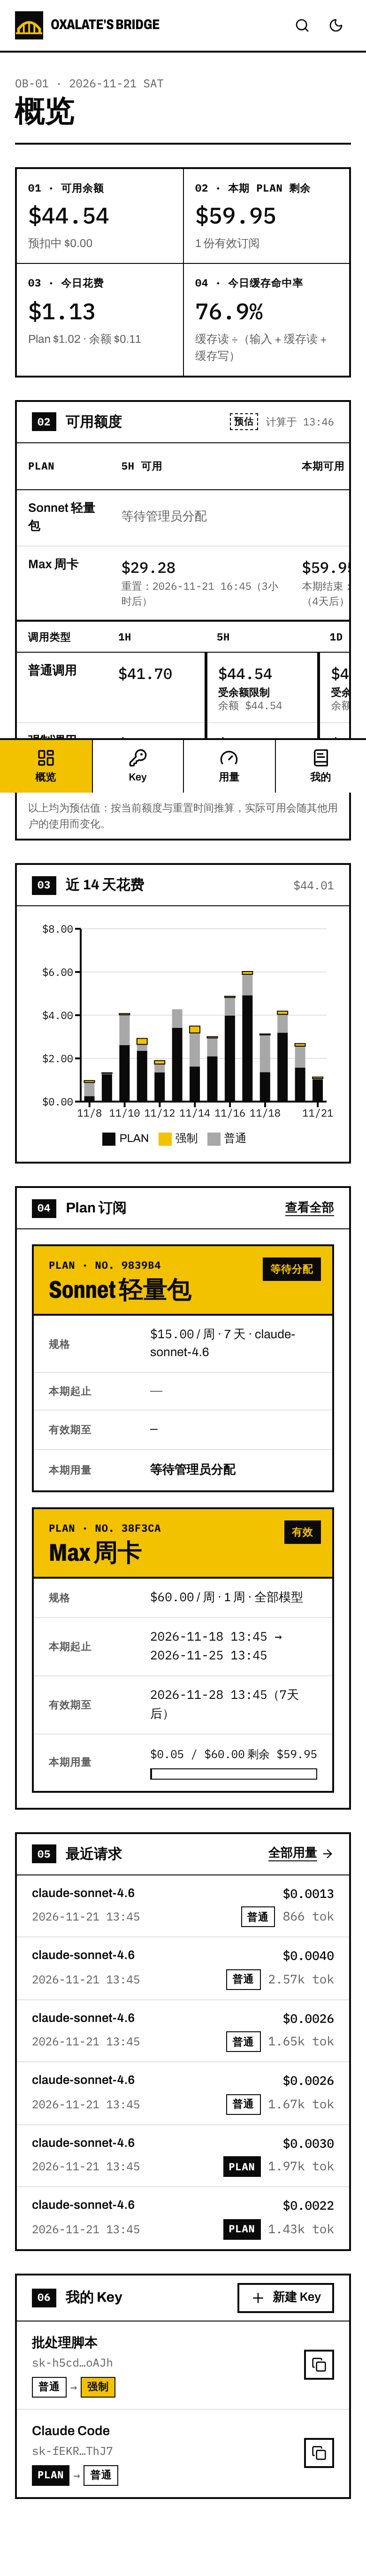 OXALATE'S BRIDGE
OB-01 · 2026-11-21 SAT
概览
01 · 可用余额
$44.54
预扣中 $0.00
02 · 本期 PLAN 剩余
$59.95
1 份有效订阅
03 · 今日花费
$1.13
Plan $1.02 · 余额 $0.11
04 · 今日缓存命中率
76.9%
缓存读 ÷（输入 + 缓存读 +
缓存写）
02 可用额度 预估 计算于 13:46
PLAN 5H 可用 本期可用
Sonnet 轻量
包
等待管理员分配
Max 周卡
$29.28
重置：2026-11-21 16:45（3小
时后）
$59.95
本期结束：
（4天后）
调用类型 1H 5H 1D
普通调用 $41.70
$44.54
受余额限制
余额 $44.54
$4
受余
余额
概览 Key 用量 我的
以上均为预估值：按当前额度与重置时间推算，实际可用会随其他用
户的使用而变化。
03 近 14 天花费 $44.01
$8.00
$6.00
$4.00
$2.00
$0.00
11/8 11/10 11/12 11/14 11/16 11/18 11/21
PLAN 强制 普通
04 Plan 订阅 查看全部
PLAN · NO. 9839B4
Sonnet 轻量包
等待分配
规格 $15.00 / 周 · 7 天 · claude-
sonnet-4.6
本期起止 —
有效期至 —
本期用量 等待管理员分配
PLAN · NO. 38F3CA
Max 周卡
有效
规格 $60.00 / 周 · 1 周 · 全部模型
本期起止 2026-11-18 13:45 →
2026-11-25 13:45
有效期至 2026-11-28 13:45（7天
后）
本期用量 $0.05 / $60.00 剩余 $59.95
05 最近请求 全部用量 →
claude-sonnet-4.6 $0.0013
2026-11-21 13:45 普通 866 tok
claude-sonnet-4.6 $0.0040
2026-11-21 13:45 普通 2.57k tok
claude-sonnet-4.6 $0.0026
2026-11-21 13:45 普通 1.65k tok
claude-sonnet-4.6 $0.0026
2026-11-21 13:45 普通 1.67k tok
claude-sonnet-4.6 $0.0030
2026-11-21 13:45 PLAN 1.97k tok
claude-sonnet-4.6 $0.0022
2026-11-21 13:45 PLAN 1.43k tok
06 我的 Key + 新建 Key
批处理脚本
sk-h5cd…oAJh
普通 → 强制
Claude Code
sk-fEKR…ThJ7
PLAN → 普通